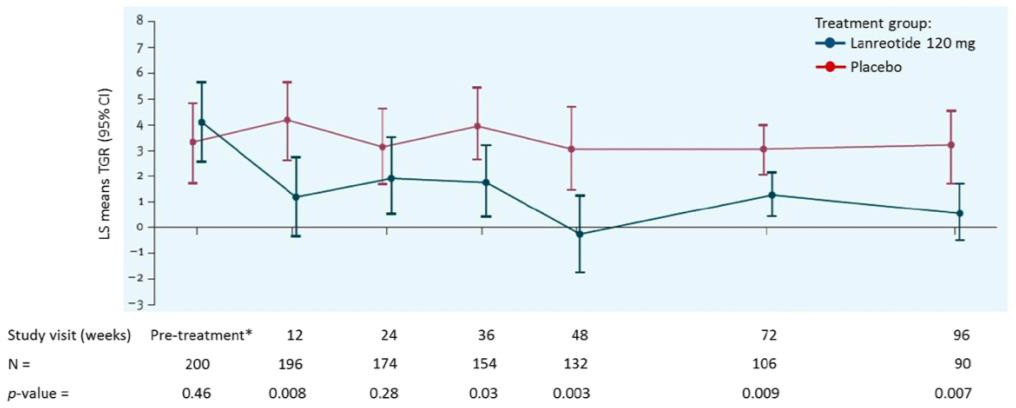 8
7
6
5
4
3
2
1
0
−1
−2
−3
LS means TGR (95% CI)
Treatment group:
Lanreotide 120 mg
Placebo
Study visit (weeks) Pre-treatment* 12 24 36 48 72 96
N = 200 196 174 154 132 106 90
p-value = 0.46 0.008 0.28 0.03 0.003 0.009 0.007